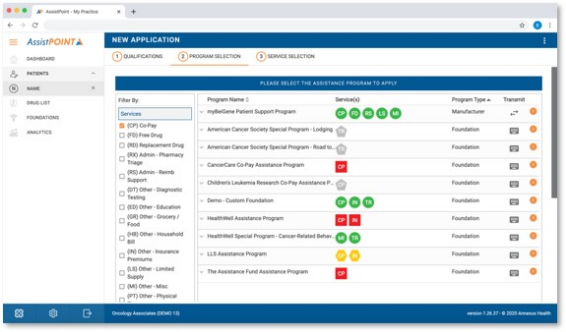 AssistPOINT - My Practice
AssistPOINT
NEW APPLICATION
1 QUALIFICATIONS
2 PROGRAM SELECTION
3 SERVICE SELECTION
DASHBOARD
PATIENTS
N NAME
DRUG LIST
FOUNDATIONS
ANALYTICS
PLEASE SELECT THE ASSISTANCE PROGRAM TO APPLY
Filter By
Services
(CP) Co-Pay
(FD) Free Drug
(RD) Replacement Drug
(RX) Admin - Pharmacy
Triage
(RS) Admin - Reimb
Support
(DT) Other - Diagnostic
Testing
(ED) Other - Education
(GR) Other - Grocery /
Food
(HB) Other - Household
Bill
(IN) Other - Insurance
Premiums
(LS) Other - Limited
Supply
(MI) Other - Misc
(PT) Other - Physical
Program Name Service(s) Program Type Transmit
myBeiGene Patient Support Program CP FD RS LS MI Manufacturer
American Cancer Society Special Program - Lodging TR Foundation
American Cancer Society Special Program - Road to... TR Foundation
CancerCare Co-Pay Assistance Program CP Foundation
Children's Leukemia Research Co-Pay Assistance P... CP Foundation
Demo - Custom Foundation CP IN TR Foundation
HealthWell Assistance Program CP IN Foundation
HealthWell Special Program - Cancer-Related Behav... MI TR Foundation
LLS Assistance Program CP IN Foundation
The Assistance Fund Assistance Program CP Foundation
Oncology Associates (DEMO 13)
version 1.26.27 - © 2025 Annexus Health